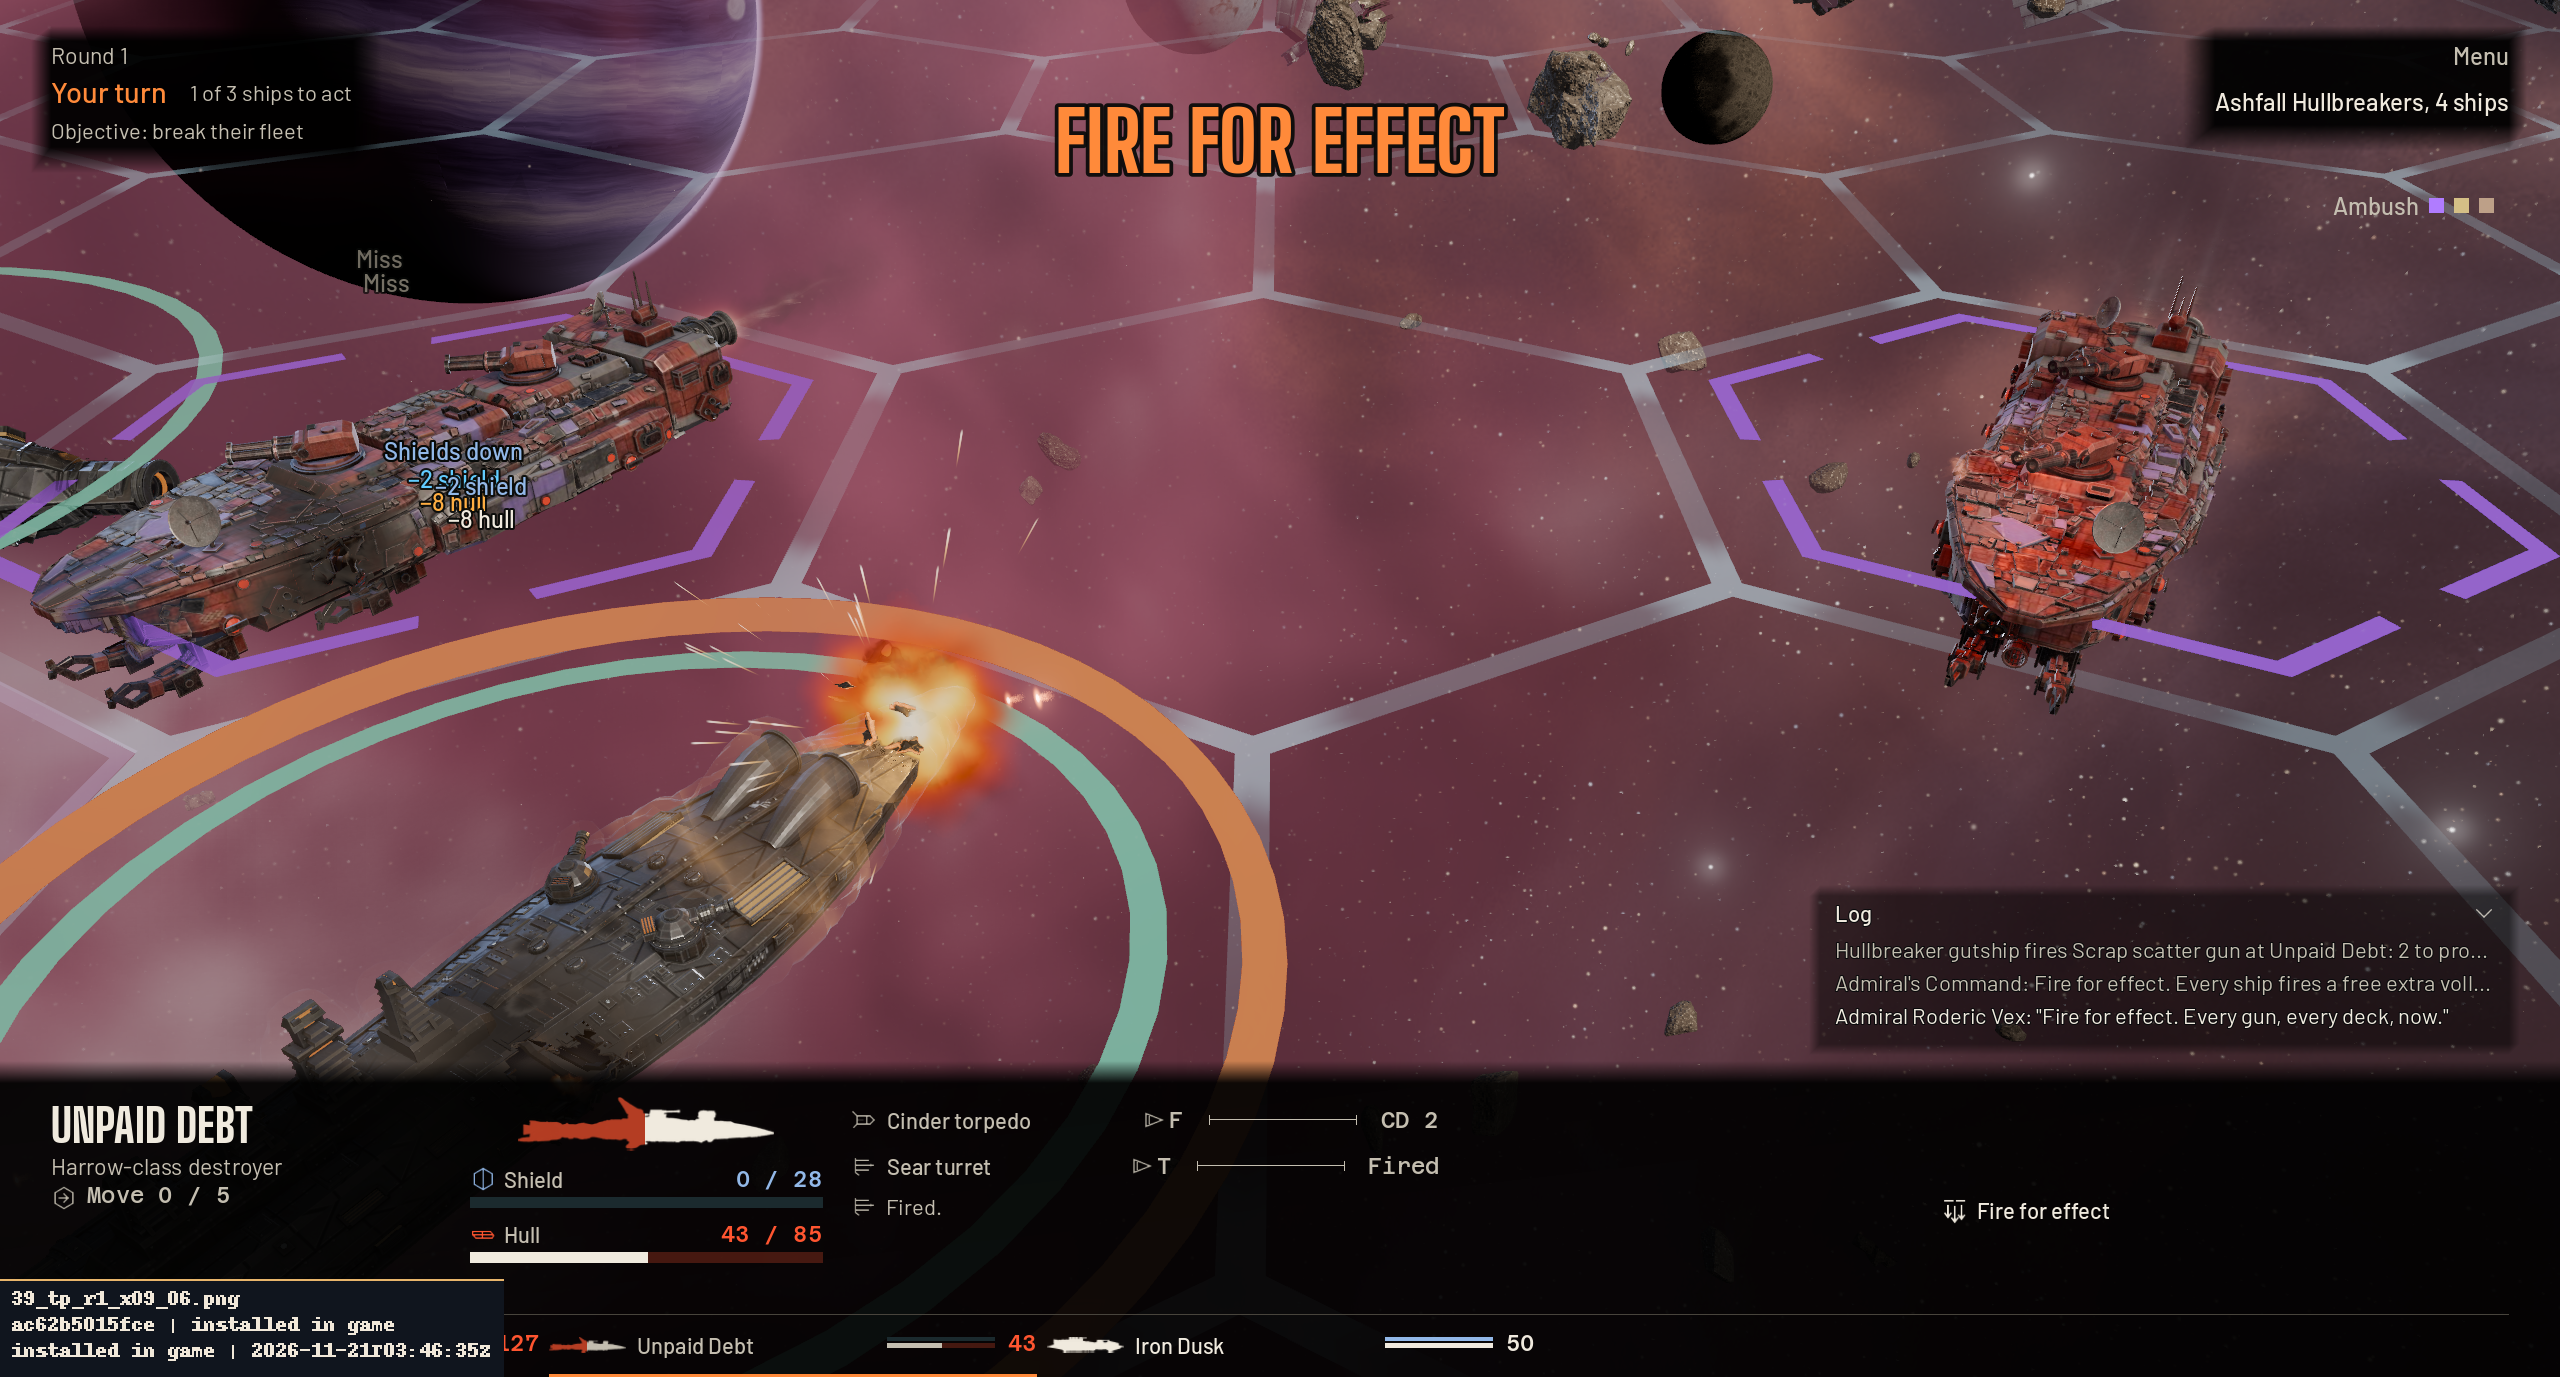 Round 1
Your turn 1 of 3 ships to act
Objective: break their fleet
FIRE FOR EFFECT
Menu
Ashfall Hullbreakers, 4 ships
Ambush
Miss
Miss
Shields down
-2 shield
-2 shield
-8 hull
-8 hull
Log
Hullbreaker gutship fires Scrap scatter gun at Unpaid Debt: 2 to pro...
Admiral's Command: Fire for effect. Every ship fires a free extra voll...
Admiral Roderic Vex: "Fire for effect. Every gun, every deck, now."
UNPAID DEBT
Harrow-class destroyer
Move 0 / 5
Shield 0 / 28
Hull 43 / 85
Cinder torpedo F CD 2
Sear turret T Fired
Fired.
Fire for effect
39_tp_r1_x09_06.png
ac62b5015fce | installed in game
installed in game | 2026-11-21T03:46:35Z
127 Unpaid Debt 43 Iron Dusk 50